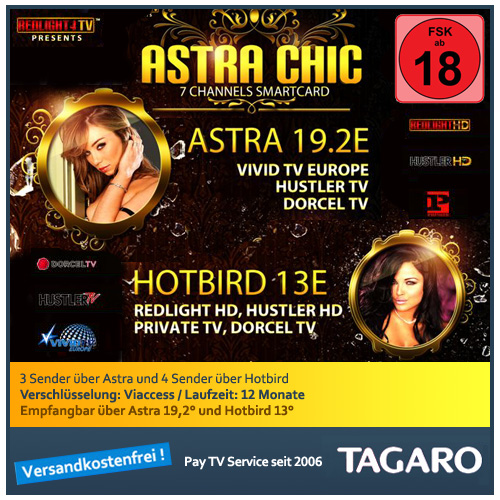 REDLIGHT TV™
PRESENTS
FSK
ab
18
ASTRA CHIC
7 CHANNELS SMARTCARD
ASTRA 19.2E
VIVID TV EUROPE
HUSTLER TV
DORCEL TV
REDLIGHT HD
HUSTLER HD
P
DORCELTV
HUSTLER TV
VIVID TV
EUROPE
HOTBIRD 13E
REDLIGHT HD, HUSTLER HD
PRIVATE TV, DORCEL TV
3 Sender über Astra und 4 Sender über Hotbird
Verschlüsselung: Viaccess / Laufzeit: 12 Monate
Empfangbar über Astra 19,2° und Hotbird 13°
Versandkostenfrei !
Pay TV Service seit 2006
TAGARO